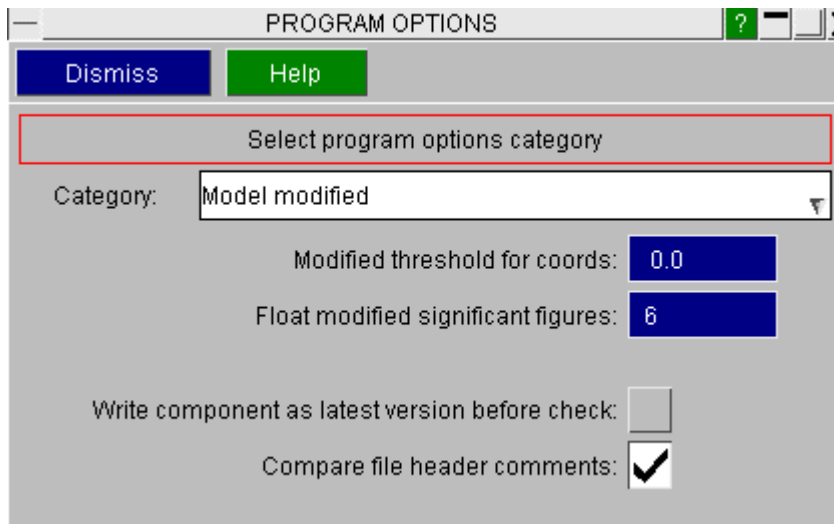 PROGRAM OPTIONS ?
Dismiss Help
Select program options category
Category: Model modified
Modified threshold for coords: 0.0
Float modified significant figures: 6
Write component as latest version before check:
Compare file header comments: